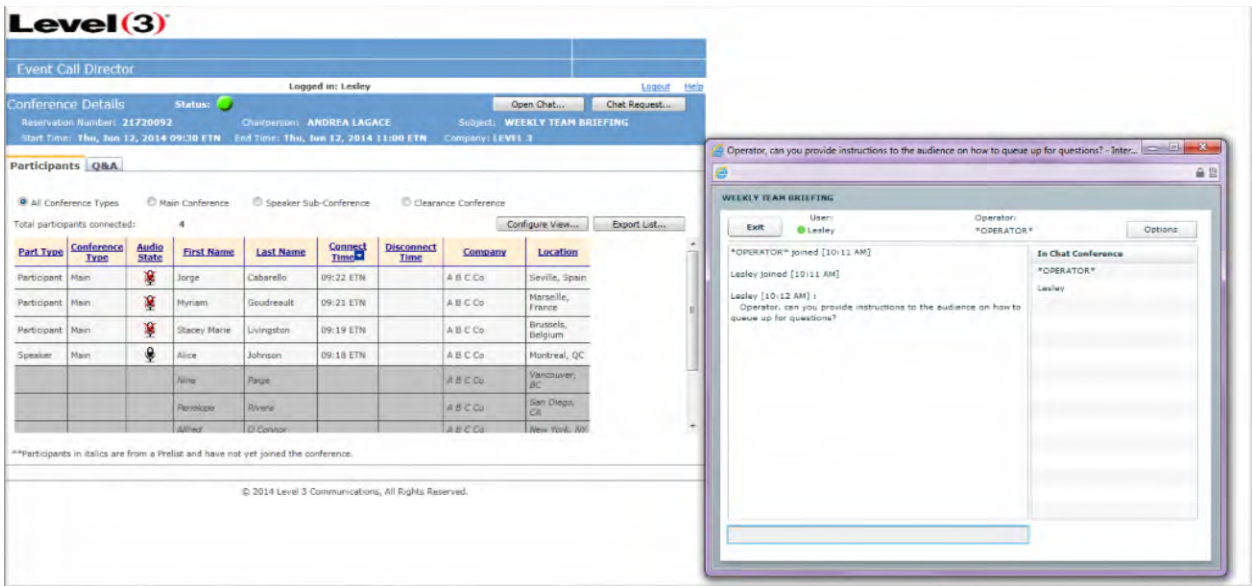 Level(3)
Event Call Director
Logged in: Lesley
Logout Help
Conference Details Status: Open Chat... Chat Request...
Reservation Number: 21720092 Chairperson: ANDREA LAGACE Subject: WEEKLY TEAM BRIEFING
Start Time: Thu, Jun 12, 2014 09:30 ETN End Time: Thu, Jun 12, 2014 11:00 ETN Company: LEVEL 3
Participants Q&A
All Conference Types Main Conference Speaker Sub-Conference Clearance Conference
Total participants connected: 4 Configure View... Export List...
Part Type Conference Type Audio State First Name Last Name Connect Time Disconnect Time Company Location
Participant Main Jorge Cabarello 09:22 ETN A B C Co Seville, Spain
Participant Main Myriam Goudreault 09:21 ETN A B C Co Marseille, France
Participant Main Stacey Marie Livingston 09:19 ETN A B C Co Brussels, Belgium
Speaker Main Alice Johnson 09:18 ETN A B C Co Montreal, QC
Nina Paige A B C Co Vancouver, BC
Penelope Rivera A B C Co San Diego, CA
Alfred O Connor A B C Co New York, NY
**Participants in italics are from a Prelist and have not yet joined the conference.
© 2014 Level 3 Communications, All Rights Reserved.
Operator, can you provide instructions to the audience on how to queue up for questions? - Inter...
WEEKLY TEAM BRIEFING
Exit User: Lesley Operator: *OPERATOR* Options
*OPERATOR* joined [10:11 AM]
Lesley joined [10:11 AM]
Lesley [10:12 AM] :
Operator, can you provide instructions to the audience on how to
queue up for questions?
In Chat Conference
*OPERATOR*
Lesley